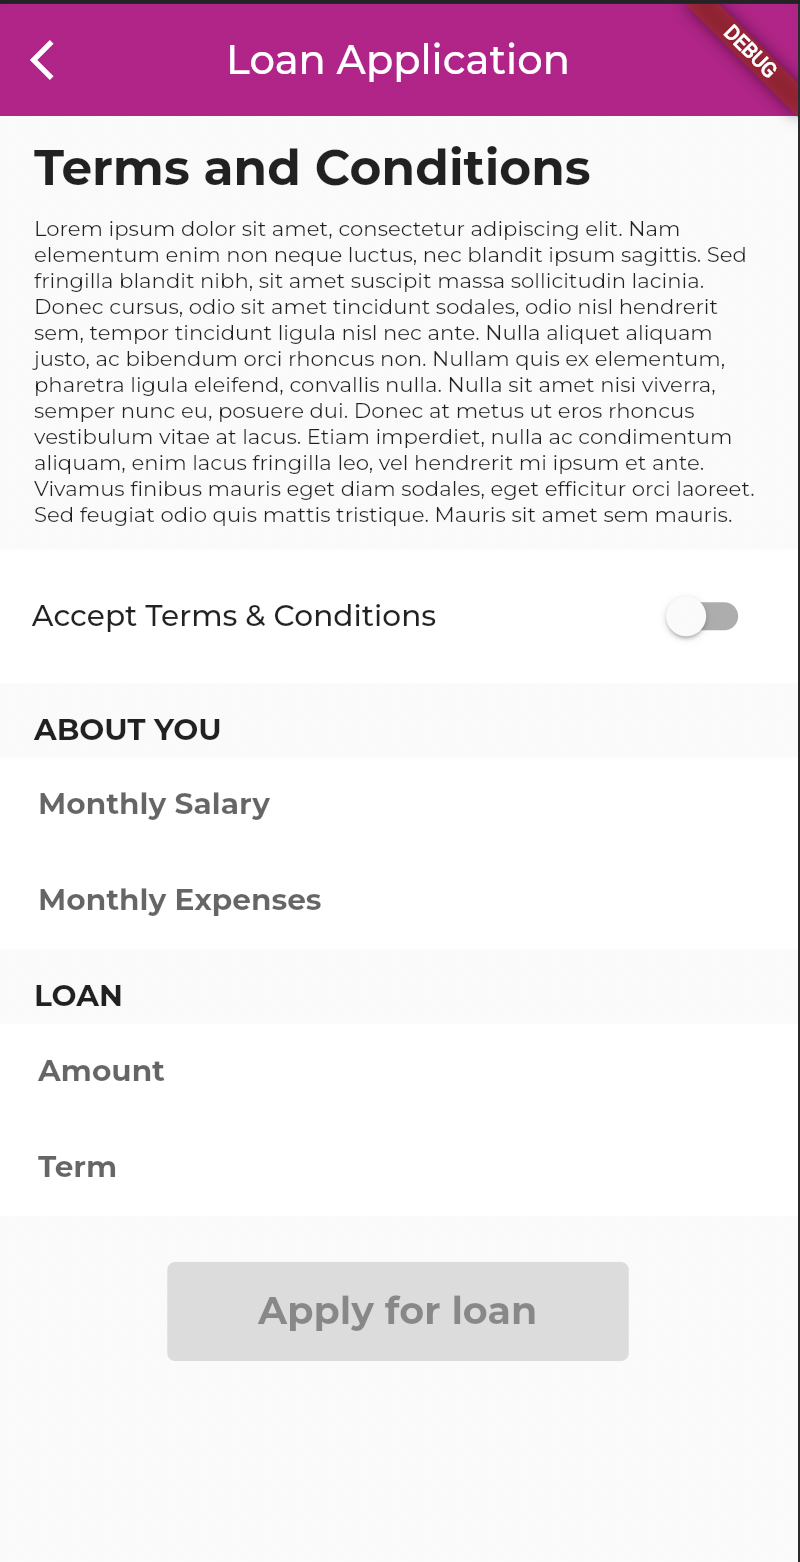 Loan Application
DEBUG
Terms and Conditions
Lorem ipsum dolor sit amet, consectetur adipiscing elit. Nam
elementum enim non neque luctus, nec blandit ipsum sagittis. Sed
fringilla blandit nibh, sit amet suscipit massa sollicitudin lacinia.
Donec cursus, odio sit amet tincidunt sodales, odio nisl hendrerit
sem, tempor tincidunt ligula nisl nec ante. Nulla aliquet aliquam
justo, ac bibendum orci rhoncus non. Nullam quis ex elementum,
pharetra ligula eleifend, convallis nulla. Nulla sit amet nisi viverra,
semper nunc eu, posuere dui. Donec at metus ut eros rhoncus
vestibulum vitae at lacus. Etiam imperdiet, nulla ac condimentum
aliquam, enim lacus fringilla leo, vel hendrerit mi ipsum et ante.
Vivamus finibus mauris eget diam sodales, eget efficitur orci laoreet.
Sed feugiat odio quis mattis tristique. Mauris sit amet sem mauris.
Accept Terms & Conditions
ABOUT YOU
Monthly Salary
Monthly Expenses
LOAN
Amount
Term
Apply for loan